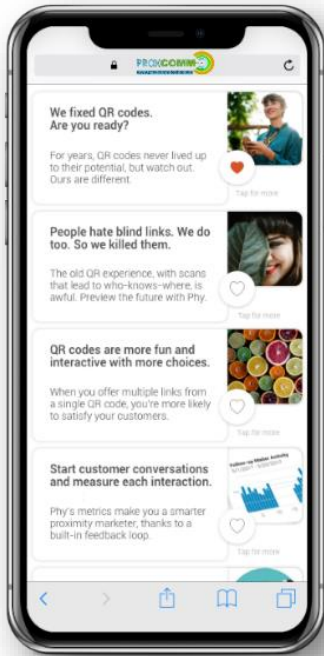 PROXCOMM
We fixed QR codes.
Are you ready?
For years, QR codes never lived up
to their potential, but watch out.
Ours are different.
Tap for more
People hate blind links. We do
too. So we killed them.
The old QR experience, with scans
that lead to who-knows-where, is
awful. Preview the future with Phy.
Tap for more
QR codes are more fun and
interactive with more choices.
When you offer multiple links from
a single QR code, you're more likely
to satisfy your customers.
Tap for more
Start customer conversations
and measure each interaction.
Phy's metrics make you a smarter
proximity marketer, thanks to a
built-in feedback loop.
Tap for more